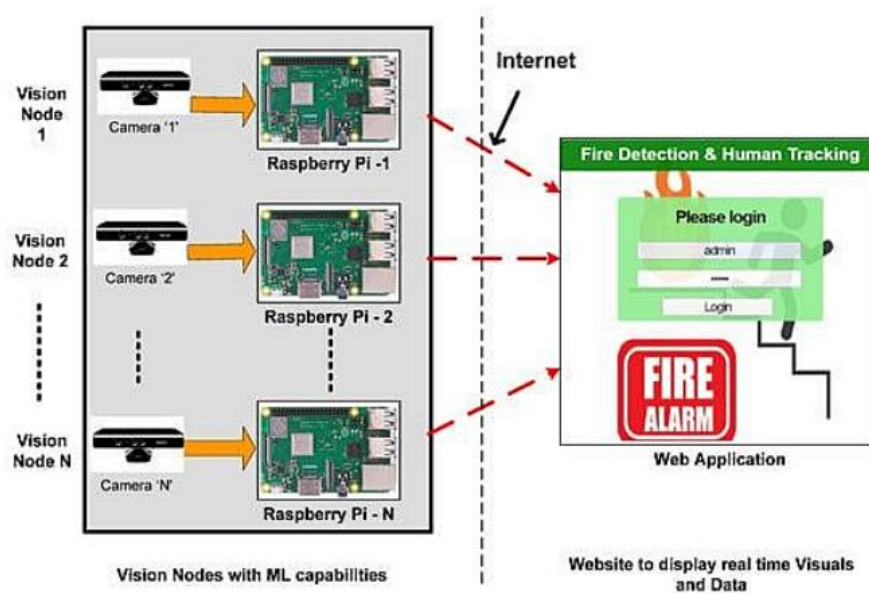 Vision
Node
1
Camera '1'
Raspberry Pi -1
Internet
Vision
Node 2
Camera '2'
Raspberry Pi - 2
Vision
Node N
Camera 'N'
Raspberry Pi - N
Vision Nodes with ML capabilities
Fire Detection & Human Tracking
Please login
admin
•••••
Login
FIRE
ALARM
Web Application
Website to display real time Visuals
and Data